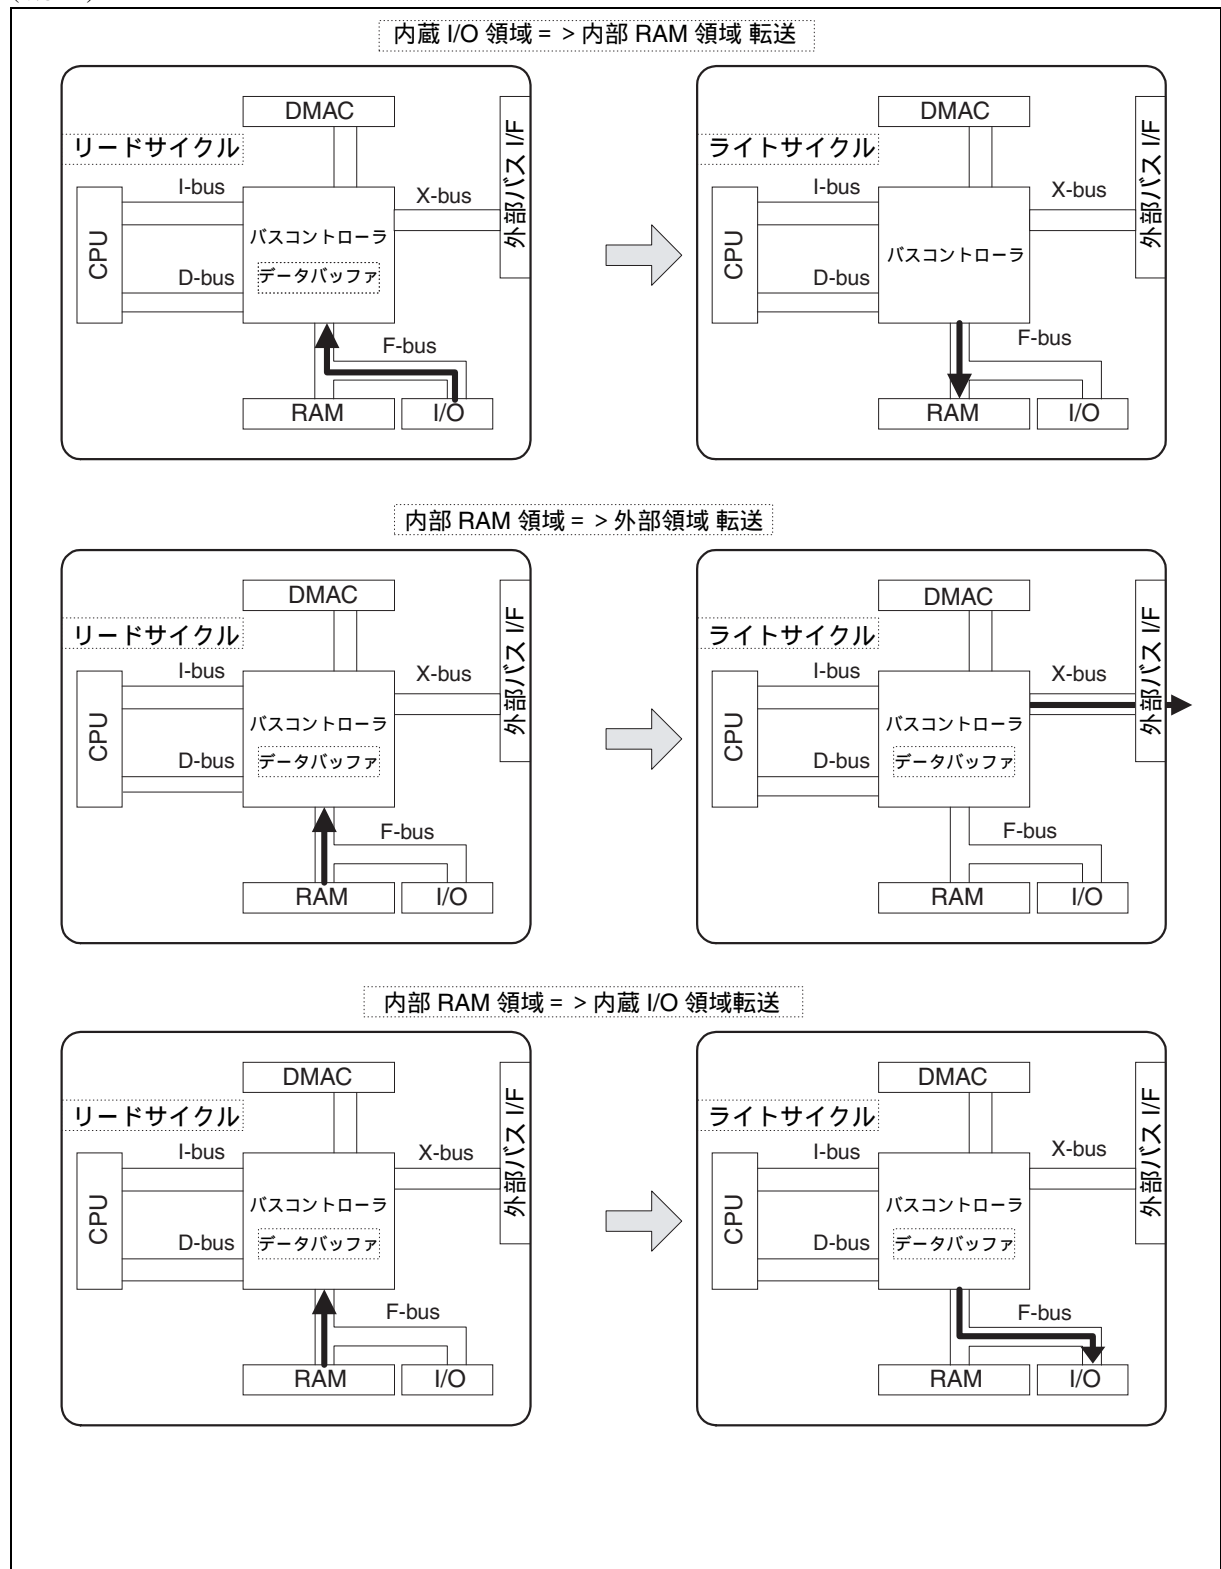 内蔵 I/O 領域 = > 内部 RAM 領域 転送
DMAC
リードサイクル
I-bus
X-bus
外部バス I/F
CPU
バスコントローラ
D-bus
データバッファ
F-bus
RAM
I/O
DMAC
ライトサイクル
I-bus
X-bus
外部バス I/F
CPU
バスコントローラ
D-bus
F-bus
RAM
I/O
内部 RAM 領域 = > 外部領域 転送
DMAC
リードサイクル
I-bus
X-bus
外部バス I/F
CPU
バスコントローラ
D-bus
データバッファ
F-bus
RAM
I/O
DMAC
ライトサイクル
I-bus
X-bus
外部バス I/F
CPU
バスコントローラ
D-bus
データバッファ
F-bus
RAM
I/O
内部 RAM 領域 = > 内蔵 I/O 領域転送
DMAC
リードサイクル
I-bus
X-bus
外部バス I/F
CPU
バスコントローラ
D-bus
データバッファ
F-bus
RAM
I/O
DMAC
ライトサイクル
I-bus
X-bus
外部バス I/F
CPU
バスコントローラ
D-bus
データバッファ
F-bus
RAM
I/O